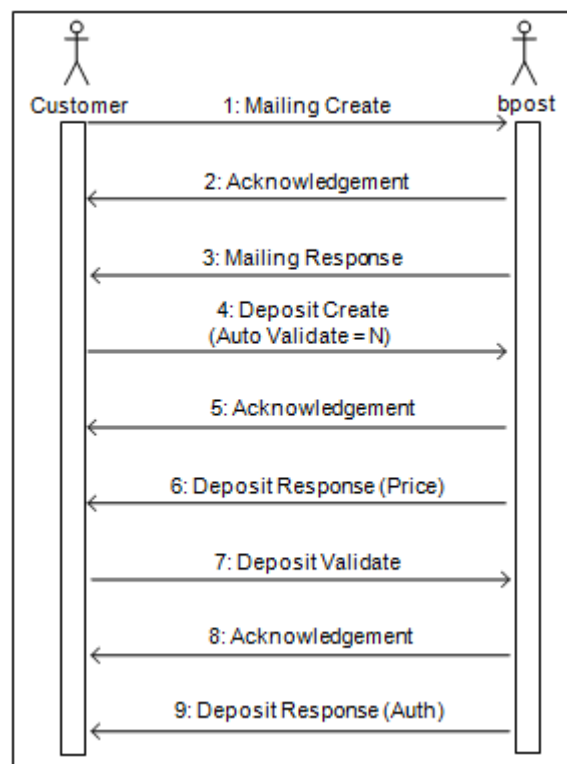 Customer
bpost
1: Mailing Create
2: Acknowledgement
3: Mailing Response
4: Deposit Create
(Auto Validate = N)
5: Acknowledgement
6: Deposit Response (Price)
7: Deposit Validate
8: Acknowledgement
9: Deposit Response (Auth)